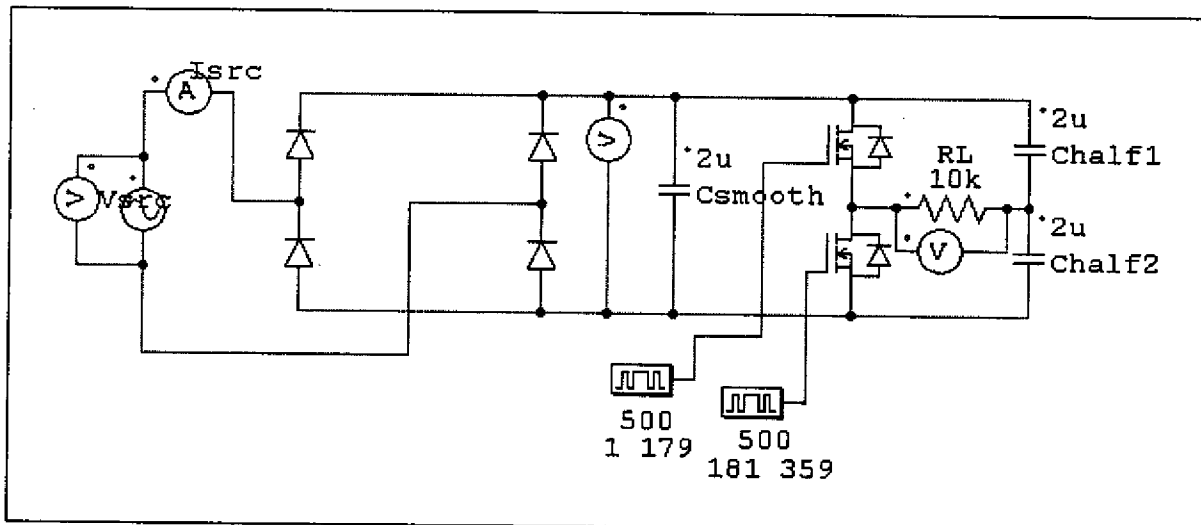 Isrc
A
V
Vsrc
V
2u
Csmooth
RL
10k
V
2u
Chalf1
2u
Chalf2
500
1 179
500
181 359